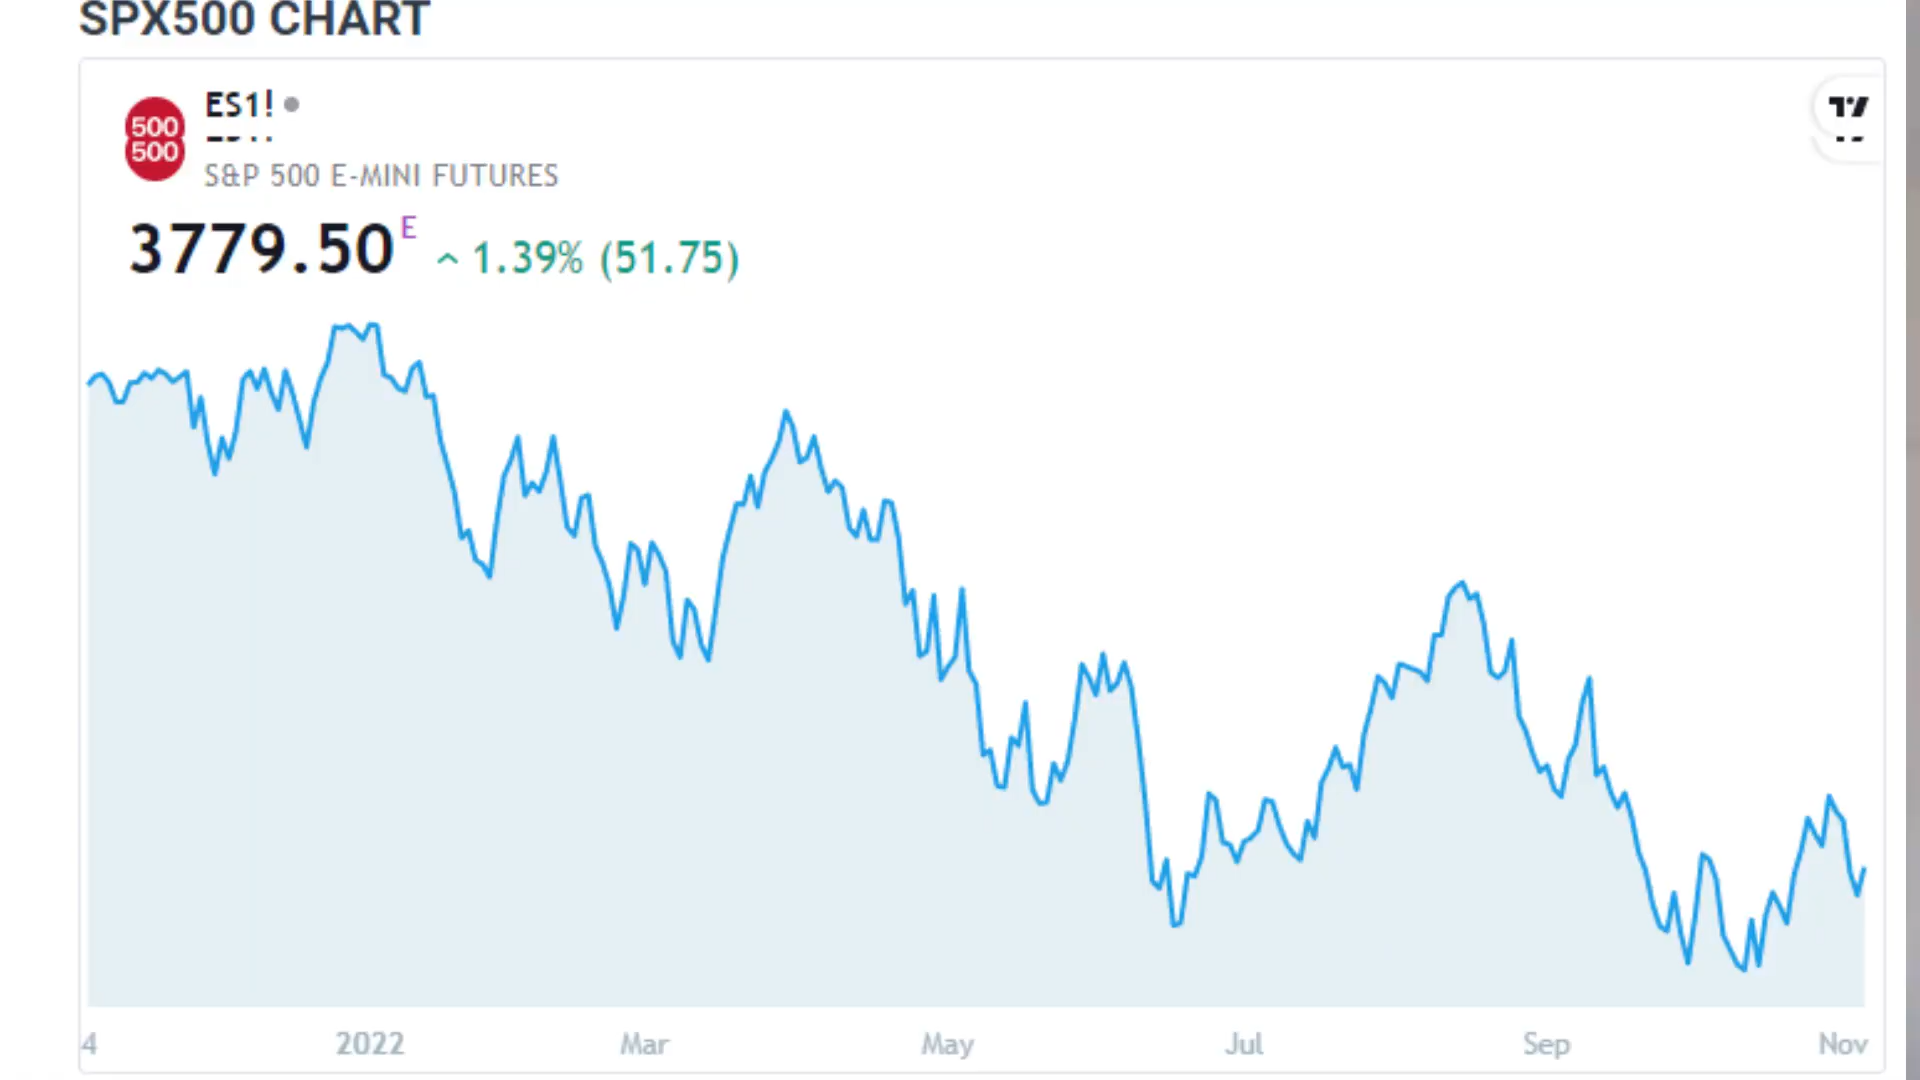 SPX500 CHART
ES1!
500
500
S&P 500 E-MINI FUTURES
3779.50 E 1.39% (51.75)
4 2022 Mar May Jul Sep Nov